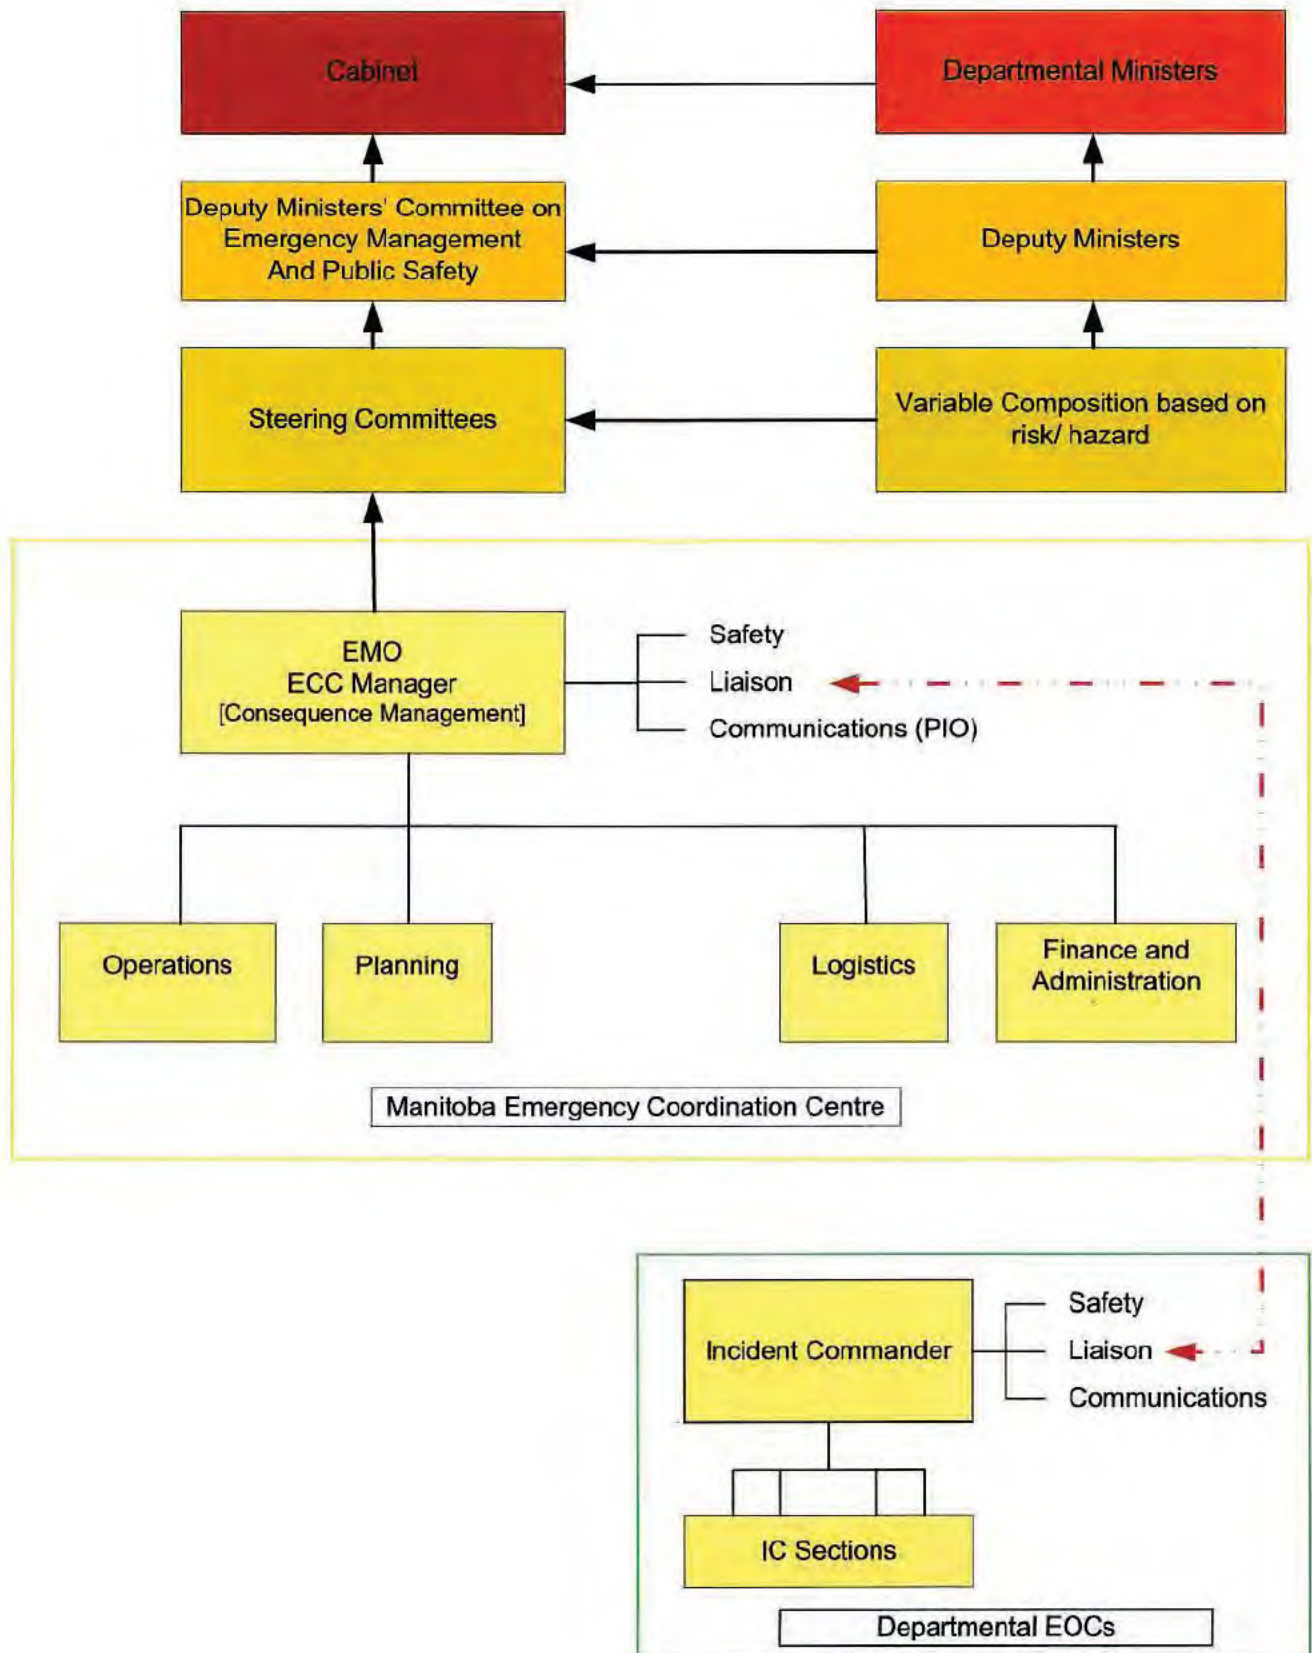 Cabinet
Departmental Ministers
Deputy Ministers' Committee on
Emergency Management
And Public Safety
Deputy Ministers
Steering Committees
Variable Composition based on
risk/ hazard
EMO
ECC Manager
[Consequence Management]
Safety
Liaison
Communications (PIO)
Operations
Planning
Logistics
Finance and
Administration
Manitoba Emergency Coordination Centre
Incident Commander
Safety
Liaison
Communications
IC Sections
Departmental EOCs